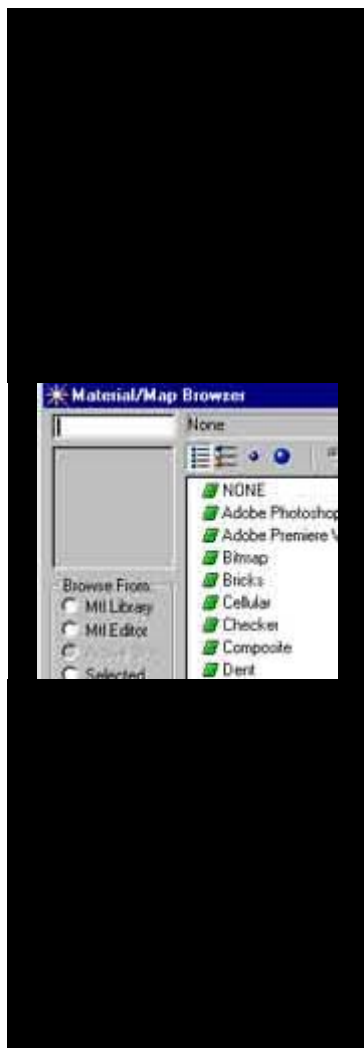 Material/Map Browser
None
NONE
Adobe Photoshop
Adobe Premiere V
Bitmap
Bricks
Cellular
Checker
Composite
Dent
Browse From:
Mtl Library
Mtl Editor
Selected